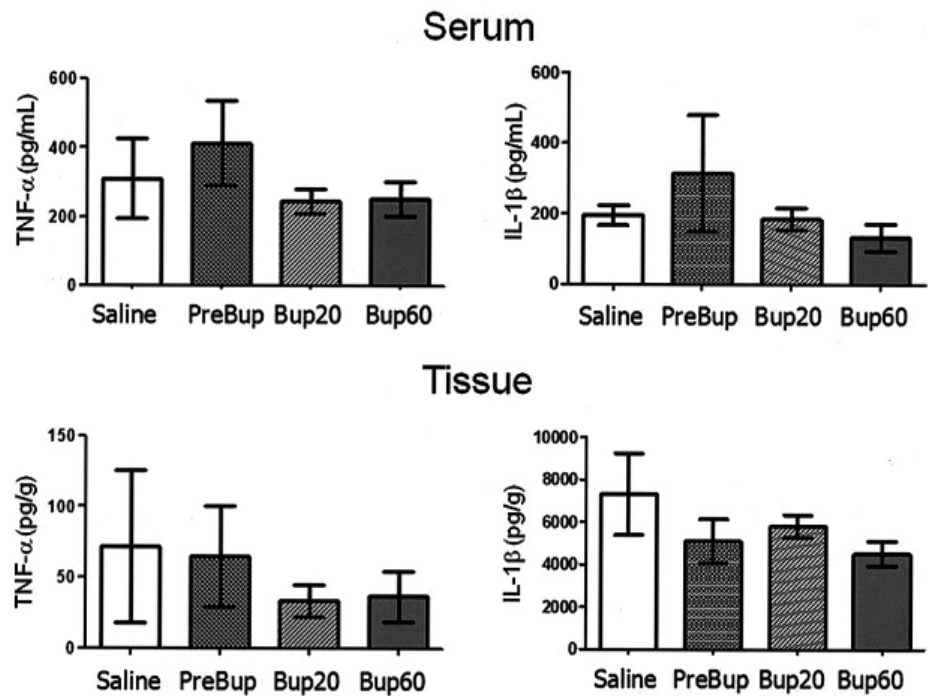 Serum
TNF-α (pg/mL)
600
400
200
0
Saline PreBup Bup20 Bup60
IL-1β (pg/mL)
600
400
200
0
Saline PreBup Bup20 Bup60
Tissue
TNF-α (pg/g)
150
100
50
0
Saline PreBup Bup20 Bup60
IL-1β (pg/g)
10000
8000
6000
4000
2000
0
Saline PreBup Bup20 Bup60